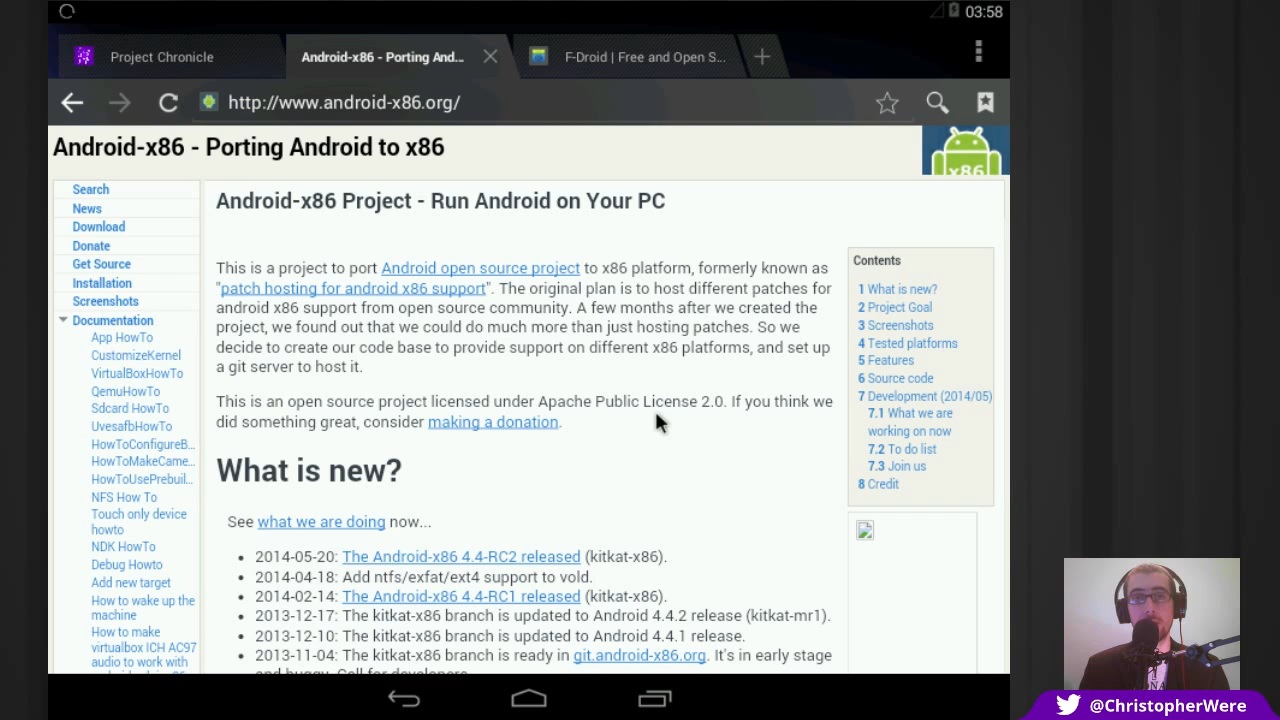 03:58
Project Chronicle
Android-x86 - Porting And...
F-Droid | Free and Open S...
http://www.android-x86.org/
Android-x86 - Porting Android to x86
x86
Search
News
Download
Donate
Get Source
Installation
Screenshots
Documentation
App HowTo
CustomizeKernel
VirtualBoxHowTo
QemuHowTo
Sdcard HowTo
UvesafbHowTo
HowToConfigureB...
HowToMakeCame...
HowToUsePrebuil...
NFS How To
Touch only device
howto
NDK HowTo
Debug Howto
Add new target
How to wake up the
machine
How to make
virtualbox ICH AC97
audio to work with
Android-x86 Project - Run Android on Your PC
This is a project to port Android open source project to x86 platform, formerly known as
"patch hosting for android x86 support". The original plan is to host different patches for
android x86 support from open source community. A few months after we created the
project, we found out that we could do much more than just hosting patches. So we
decide to create our code base to provide support on different x86 platforms, and set up
a git server to host it.
This is an open source project licensed under Apache Public License 2.0. If you think we
did something great, consider making a donation.
What is new?
See what we are doing now...
• 2014-05-20: The Android-x86 4.4-RC2 released (kitkat-x86).
• 2014-04-18: Add ntfs/exfat/ext4 support to vold.
• 2014-02-14: The Android-x86 4.4-RC1 released (kitkat-x86).
• 2013-12-17: The kitkat-x86 branch is updated to Android 4.4.2 release (kitkat-mr1).
• 2013-12-10: The kitkat-x86 branch is updated to Android 4.4.1 release.
• 2013-11-04: The kitkat-x86 branch is ready in git.android-x86.org. It's in early stage
and buggy. Call for developers.
Contents
1 What is new?
2 Project Goal
3 Screenshots
4 Tested platforms
5 Features
6 Source code
7 Development (2014/05)
7.1 What we are
working on now
7.2 To do list
7.3 Join us
8 Credit
@ChristopherWere